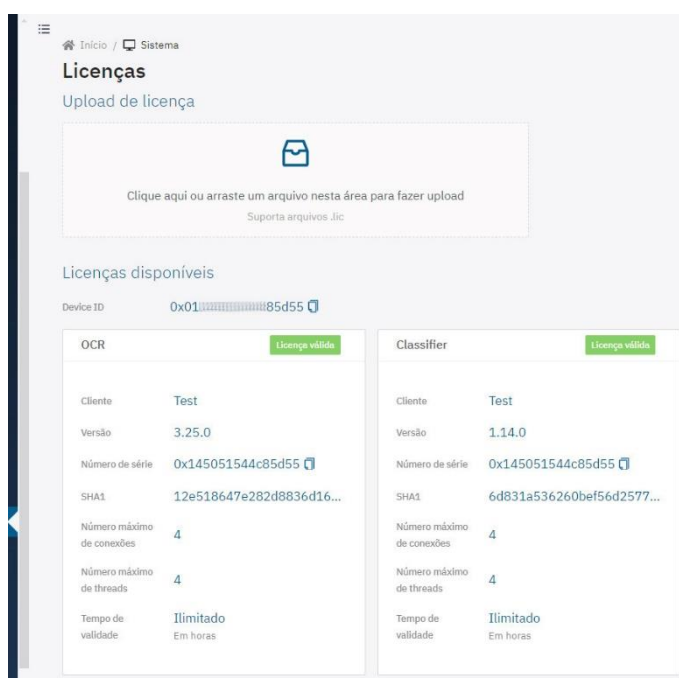 Início / Sistema
Licenças
Upload de licença
Clique aqui ou arraste um arquivo nesta área para fazer upload
Suporta arquivos .lic
Licenças disponíveis
Device ID 0x01 85d55
OCR Licença válida
Cliente Test
Versão 3.25.0
Número de série 0x145051544c85d55
SHA1 12e518647e282d8836d16...
Número máximo
de conexões 4
Número máximo
de threads 4
Tempo de
validade Ilimitado
Em horas
Classifier Licença válida
Cliente Test
Versão 1.14.0
Número de série 0x145051544c85d55
SHA1 6d831a536260bef56d2577...
Número máximo
de conexões 4
Número máximo
de threads 4
Tempo de
validade Ilimitado
Em horas